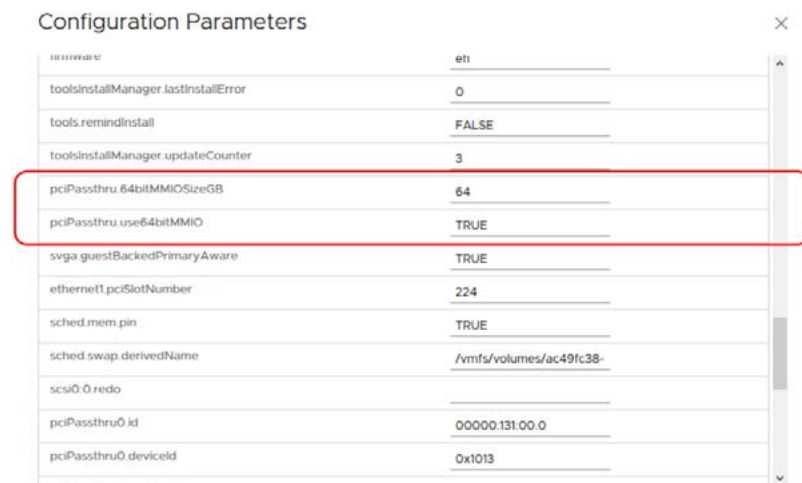 Configuration Parameters
firmware efi
toolsInstallManager.lastInstallError 0
tools.remindInstall FALSE
toolsInstallManager.updateCounter 3
pciPassthru.64bitMMIOSizeGB 64
pciPassthru.use64bitMMIO TRUE
svga.guestBackedPrimaryAware TRUE
ethernet1.pciSlotNumber 224
sched.mem.pin TRUE
sched.swap.derivedName /vmfs/volumes/ac49fc38-
scsi0:0.redo
pciPassthru0.id 00000:131:00.0
pciPassthru0.deviceId 0x1013